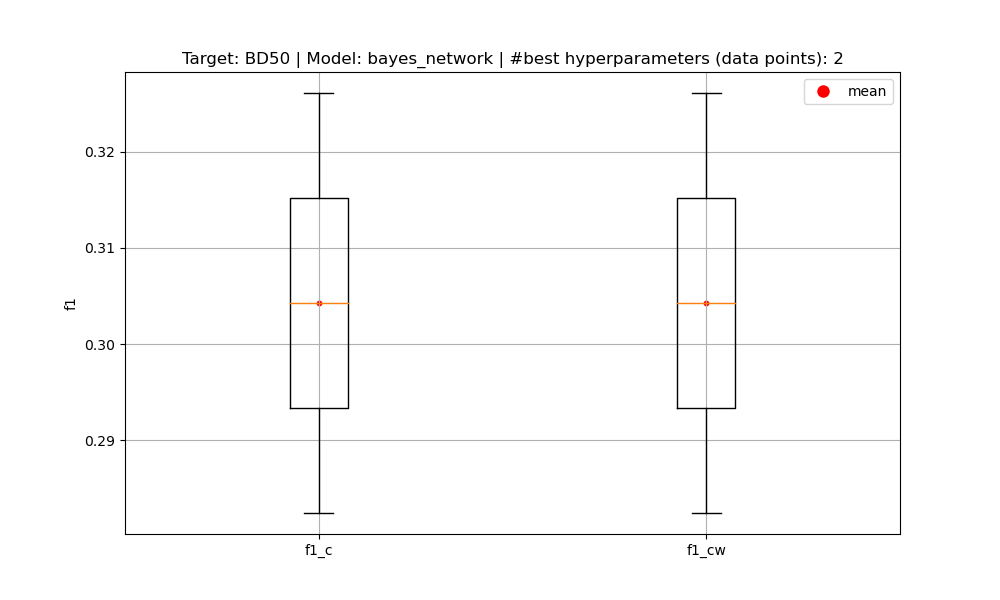 Target: BD50 | Model: bayes_network | #best hyperparameters (data points): 2
mean
0.32
0.31
0.30
0.29
f1
f1_c
f1_cw